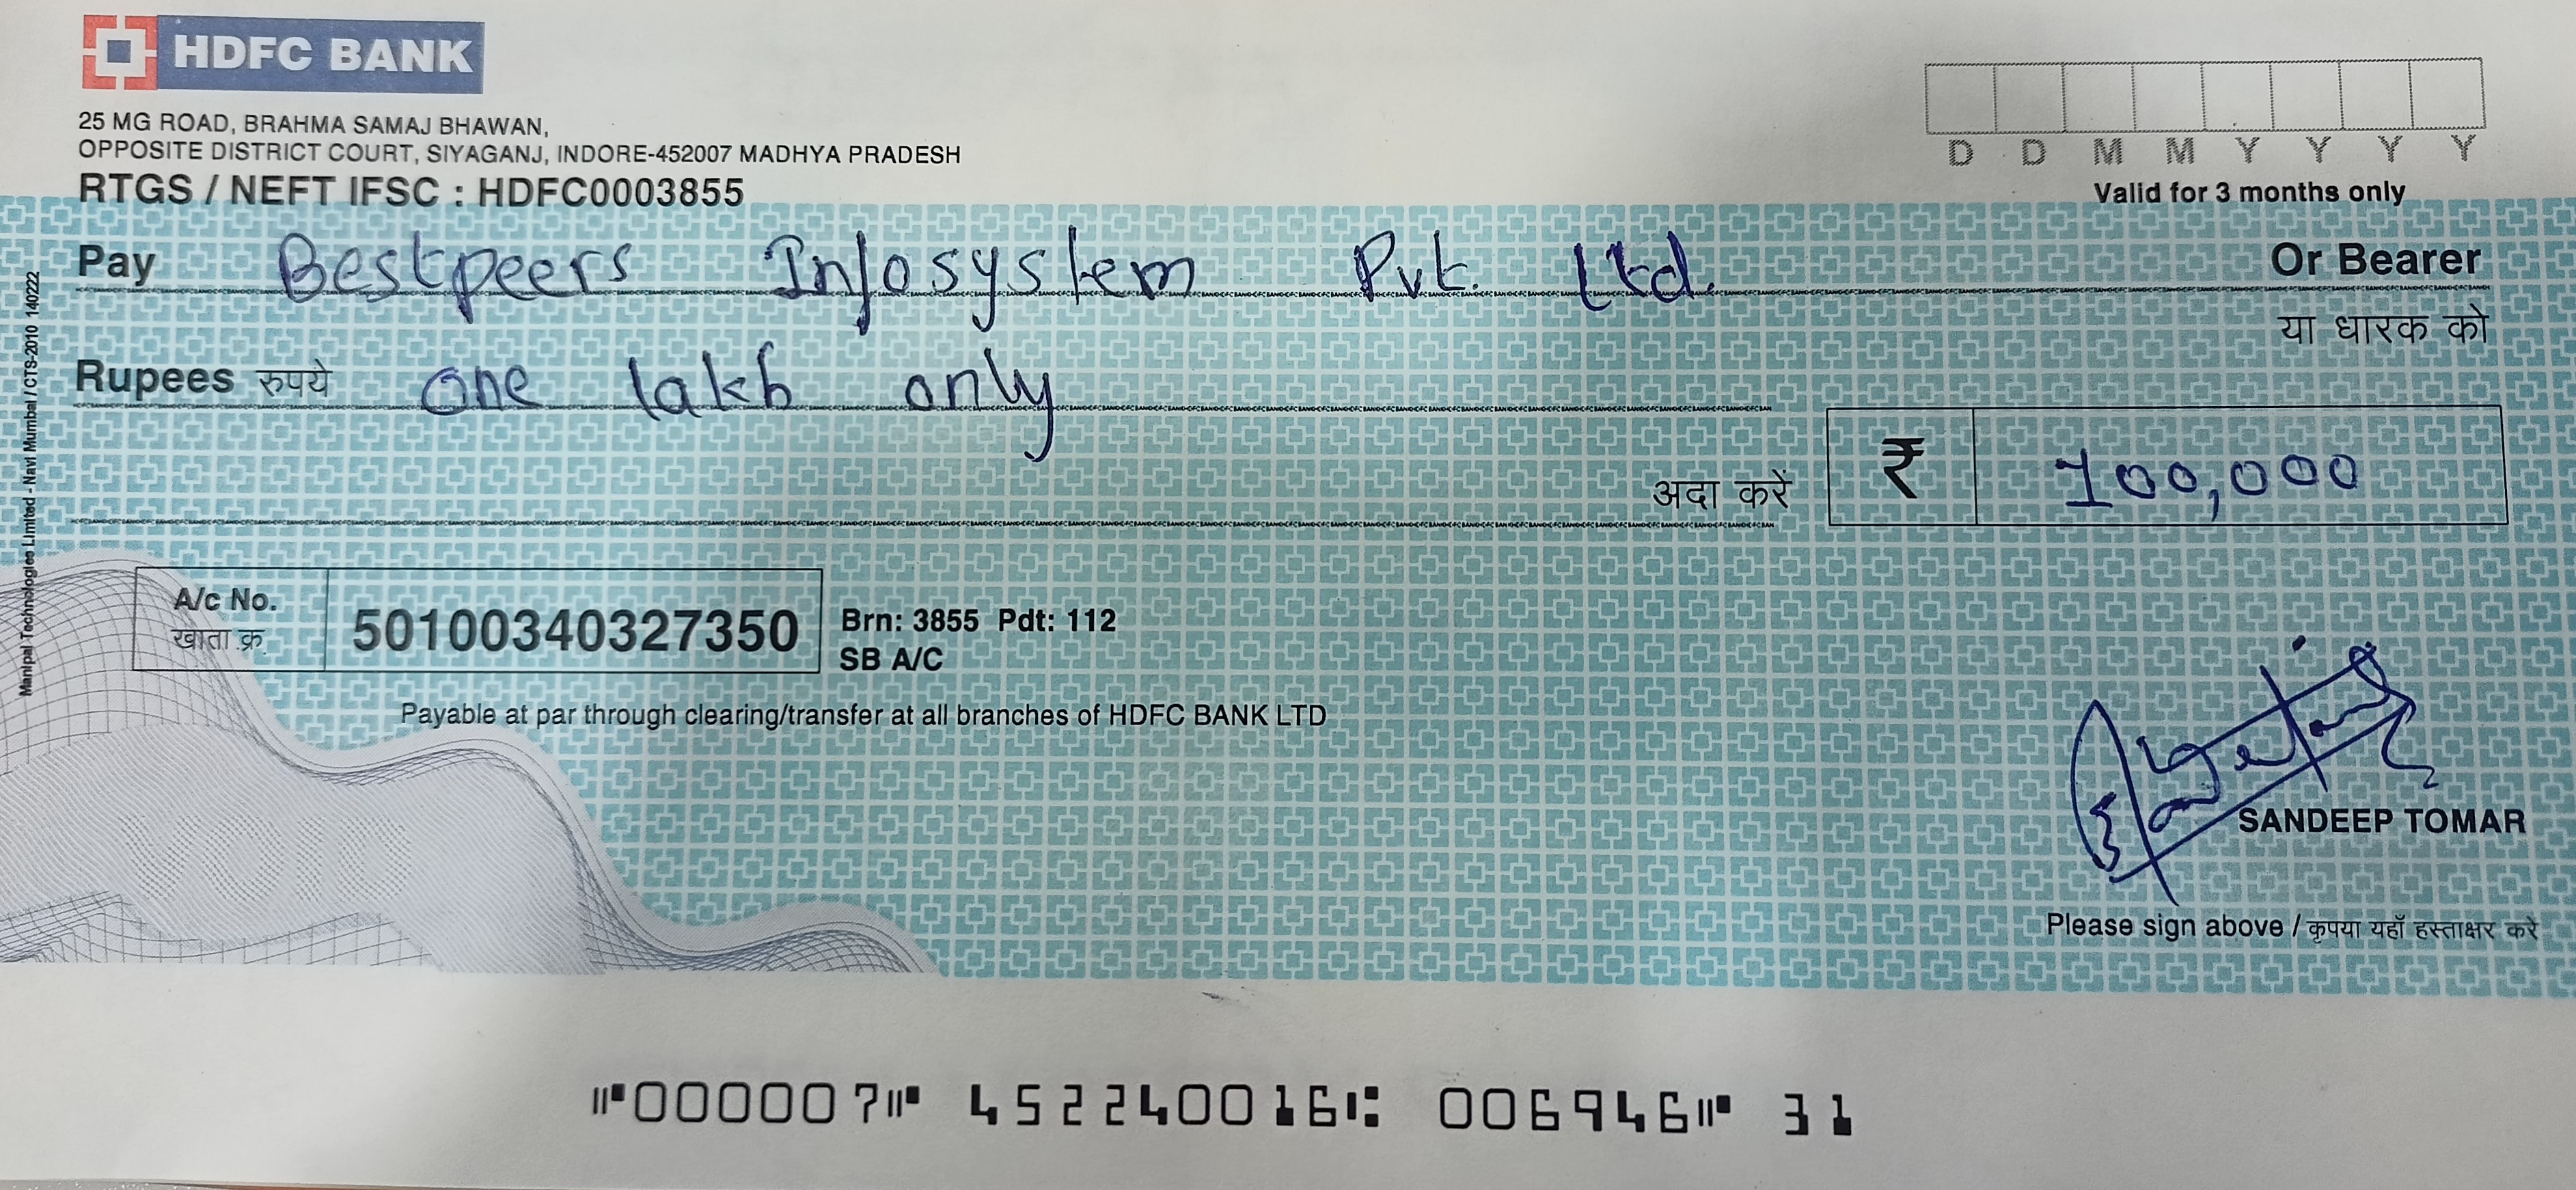 HDFC BANK
25 MG ROAD, BRAHMA SAMAJ BHAWAN,
OPPOSITE DISTRICT COURT, SIYAGANJ, INDORE-452007 MADHYA PRADESH
RTGS / NEFT IFSC : HDFC0003855
D D M M Y Y Y Y
Valid for 3 months only
Pay Bestpeers Infosystem Pvt. Ltd. Or Bearer
या धारक को
Rupees रुपये one lakh only
अदा करें ₹ 100,000
A/c No.
खाता क्र. 50100340327350
Brn: 3855 Pdt: 112
SB A/C
Payable at par through clearing/transfer at all branches of HDFC BANK LTD
SANDEEP TOMAR
Please sign above / कृपया यहाँ हस्ताक्षर करे
Manipal Technologies Limited - Navi Mumbai / CTS-2010 140222
⑈000007⑈ 452240016⑆ 006946⑈ 31